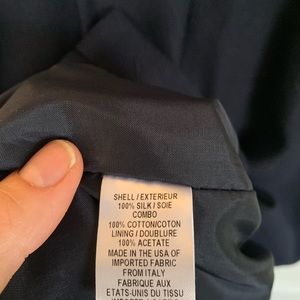 SHELL / EXTERIEUR
100% SILK / SOIE
COMBO
100% COTTON/COTON
LINING / DOUBLURE
100% ACETATE
MADE IN THE USA OF
IMPORTED FABRIC
FROM ITALY
FABRIQUE AUX
ETATS-UNIS DU TISSU